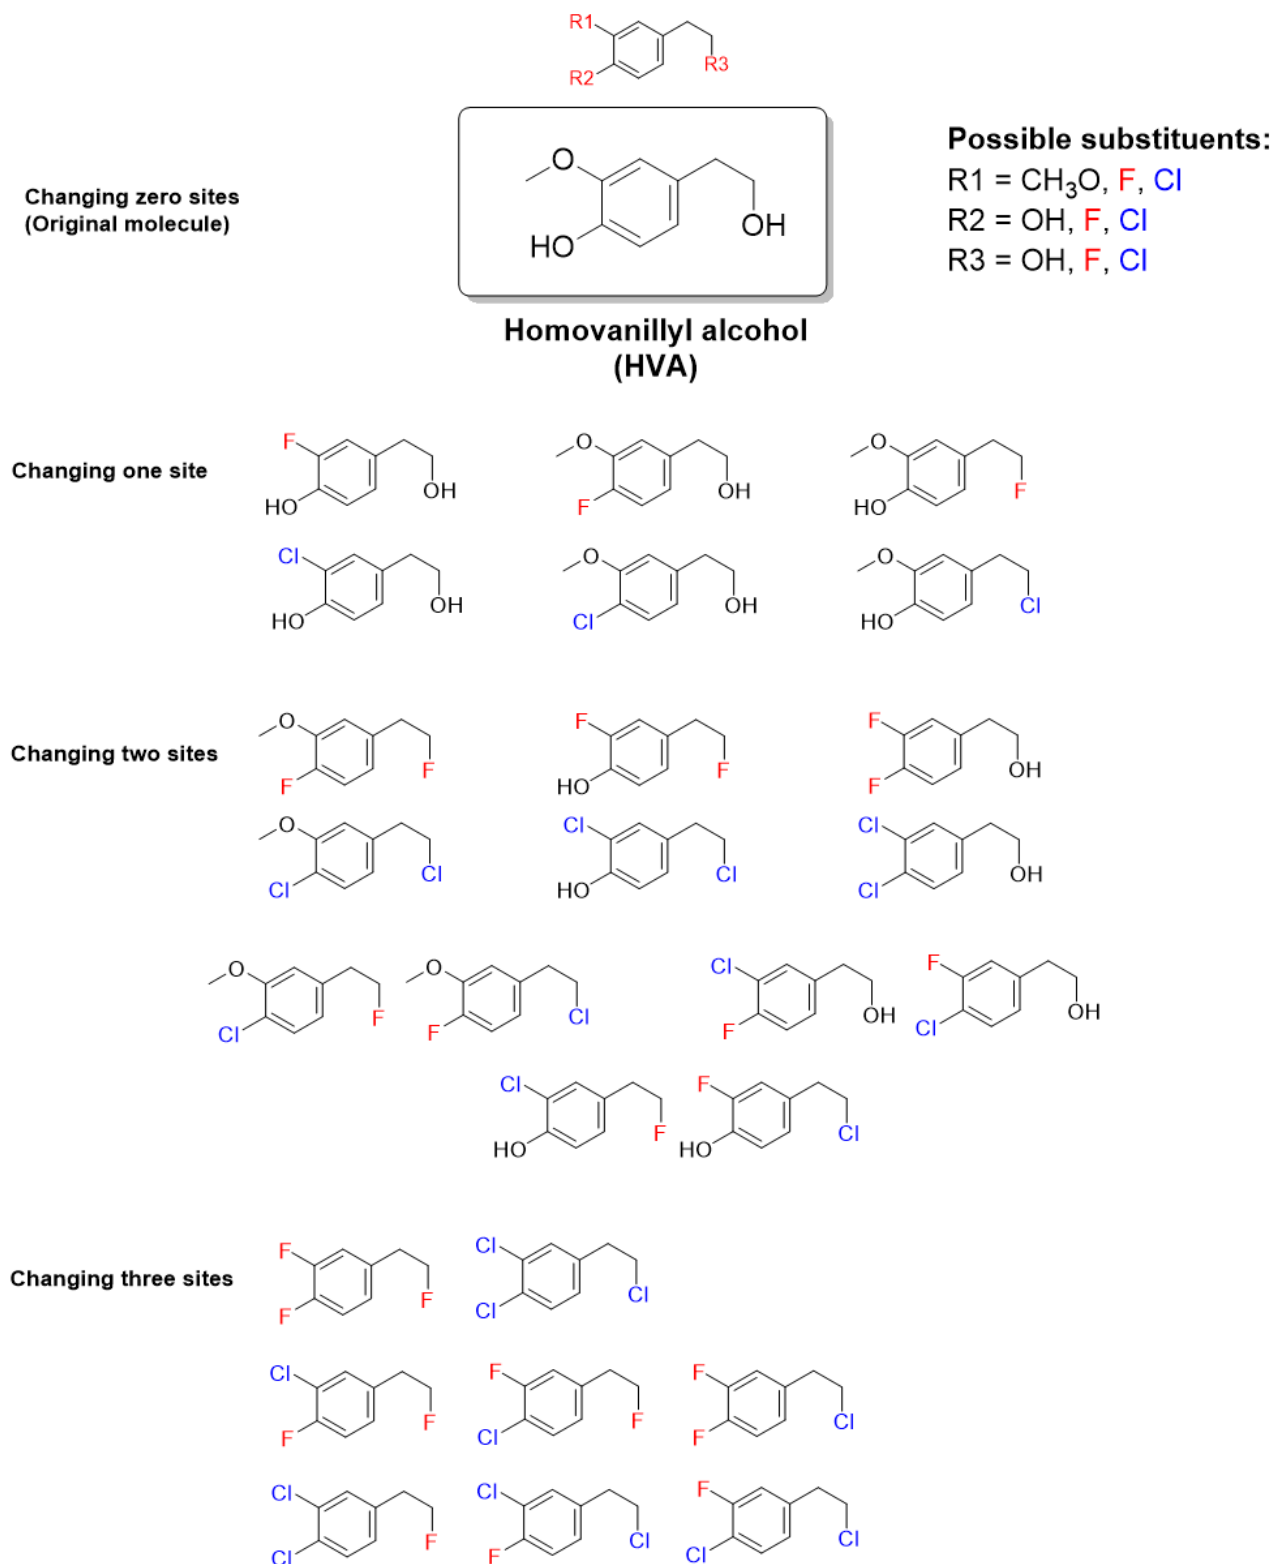 R1
R2
R3
Changing zero sites
(Original molecule)
O
HO
OH
Possible substituents:
R1 = CH₃O, F, Cl
R2 = OH, F, Cl
R3 = OH, F, Cl
Homovanillyl alcohol
(HVA)
Changing one site
F
HO
OH
O
F
OH
O
HO
F
Cl
HO
OH
O
Cl
OH
O
HO
Cl
Changing two sites
O
F
F
F
HO
F
F
F
OH
O
Cl
Cl
Cl
HO
Cl
Cl
Cl
OH
O
Cl
F
O
F
Cl
Cl
F
OH
F
Cl
OH
Cl
HO
F
F
HO
Cl
Changing three sites
F
F
F
Cl
Cl
Cl
Cl
F
F
F
Cl
F
F
F
Cl
Cl
Cl
F
Cl
F
Cl
F
Cl
Cl